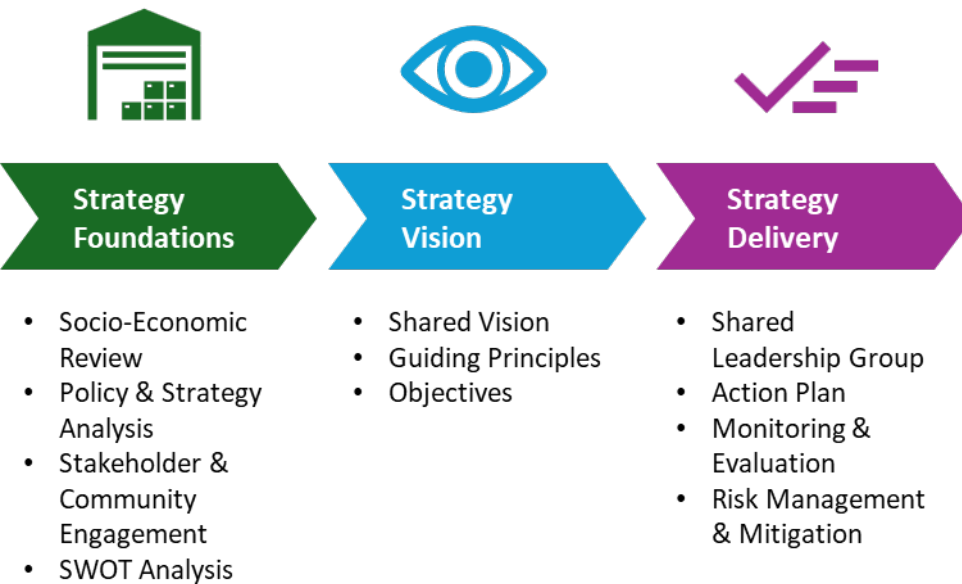 Strategy
Foundations
Strategy
Vision
Strategy
Delivery
• Socio-Economic
Review
• Policy & Strategy
Analysis
• Stakeholder &
Community
Engagement
• SWOT Analysis
• Shared Vision
• Guiding Principles
• Objectives
• Shared
Leadership Group
• Action Plan
• Monitoring &
Evaluation
• Risk Management
& Mitigation